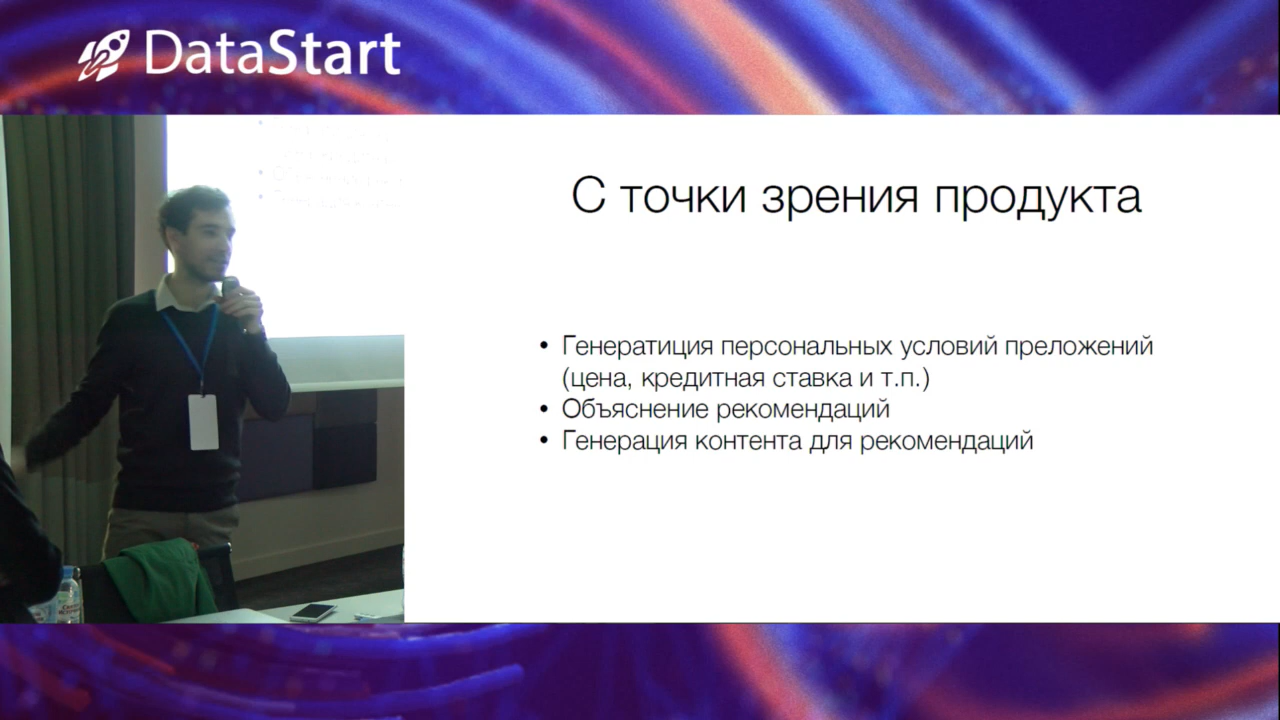 DataStart
С точки зрения продукта
• Генератиция персональных условий преложений
(цена, кредитная ставка и т.п.)
• Объяснение рекомендаций
• Генерация контента для рекомендаций